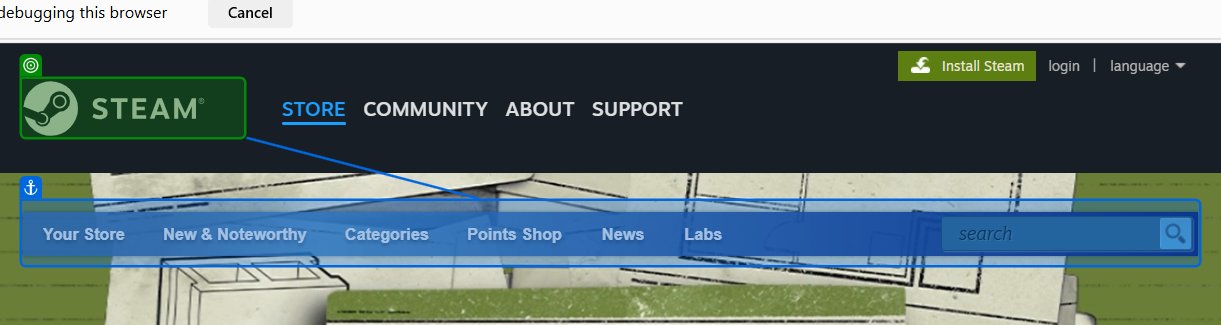 debugging this browser Cancel
Install Steam login | language
STEAM®
STORE COMMUNITY ABOUT SUPPORT
Your Store New & Noteworthy Categories Points Shop News Labs search